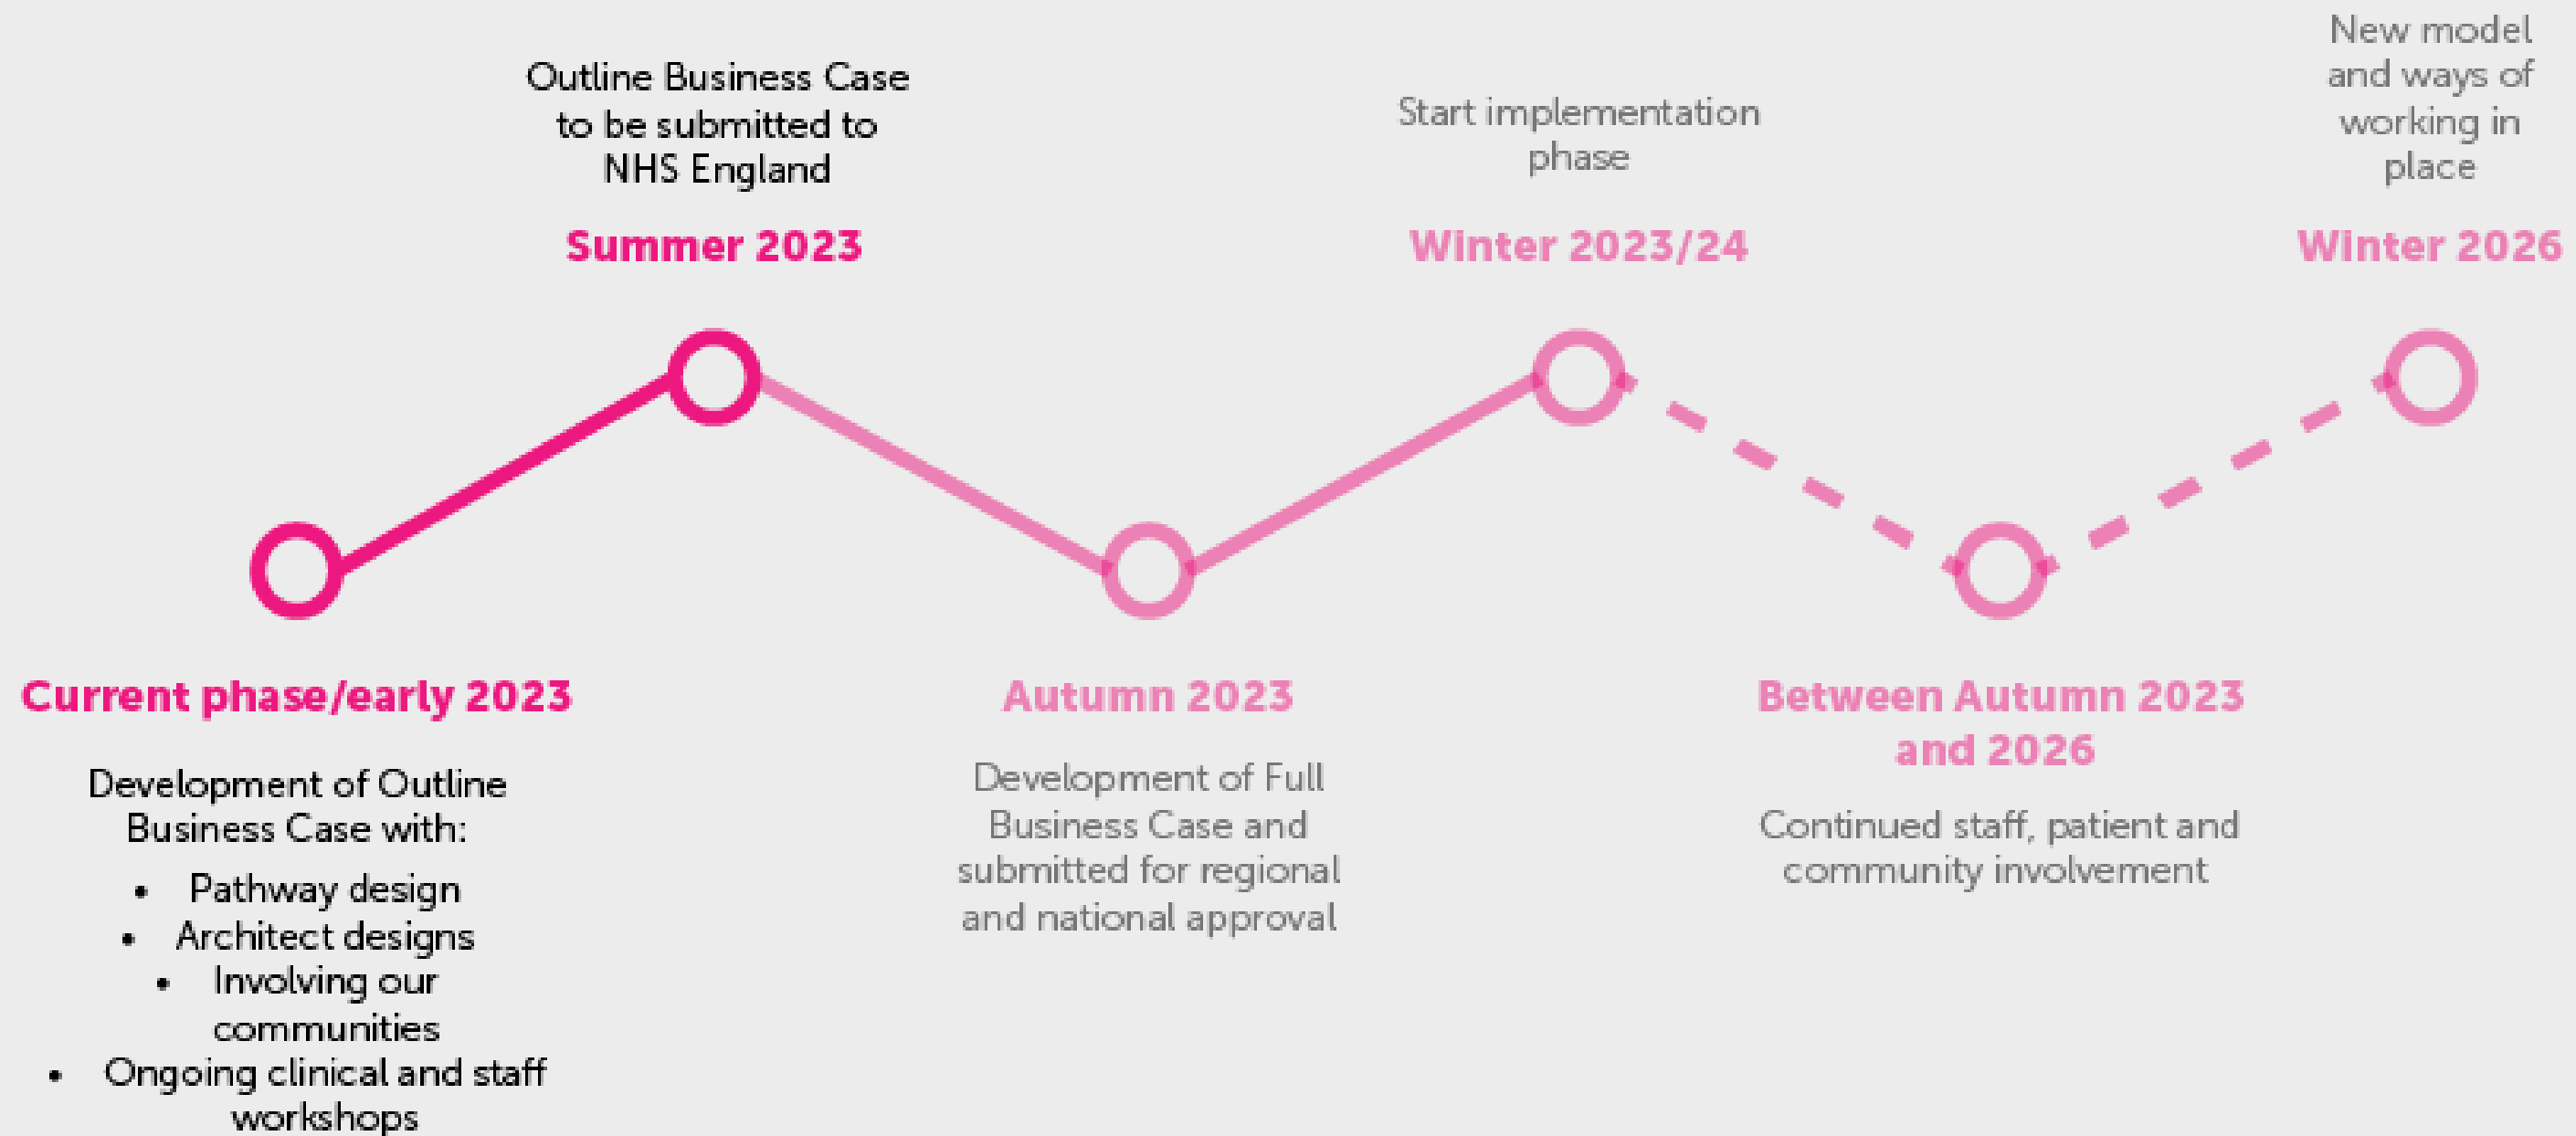 Current phase/early 2023
Development of Outline
Business Case with:
• Pathway design
• Architect designs
• Involving our
communities
• Ongoing clinical and staff
workshops
Outline Business Case
to be submitted to
NHS England
Summer 2023
Autumn 2023
Development of Full
Business Case and
submitted for regional
and national approval
Start implementation
phase
Winter 2023/24
Between Autumn 2023
and 2026
Continued staff, patient and
community involvement
New model
and ways of
working in
place
Winter 2026